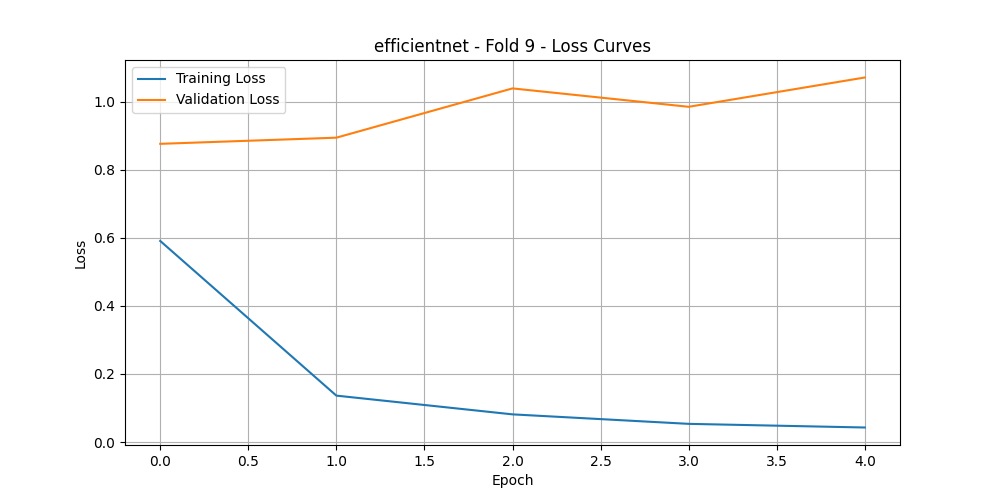 efficientnet - Fold 9 - Loss Curves
Training Loss
Validation Loss
1.0
0.8
0.6
0.4
0.2
0.0
Loss
0.0 0.5 1.0 1.5 2.0 2.5 3.0 3.5 4.0
Epoch